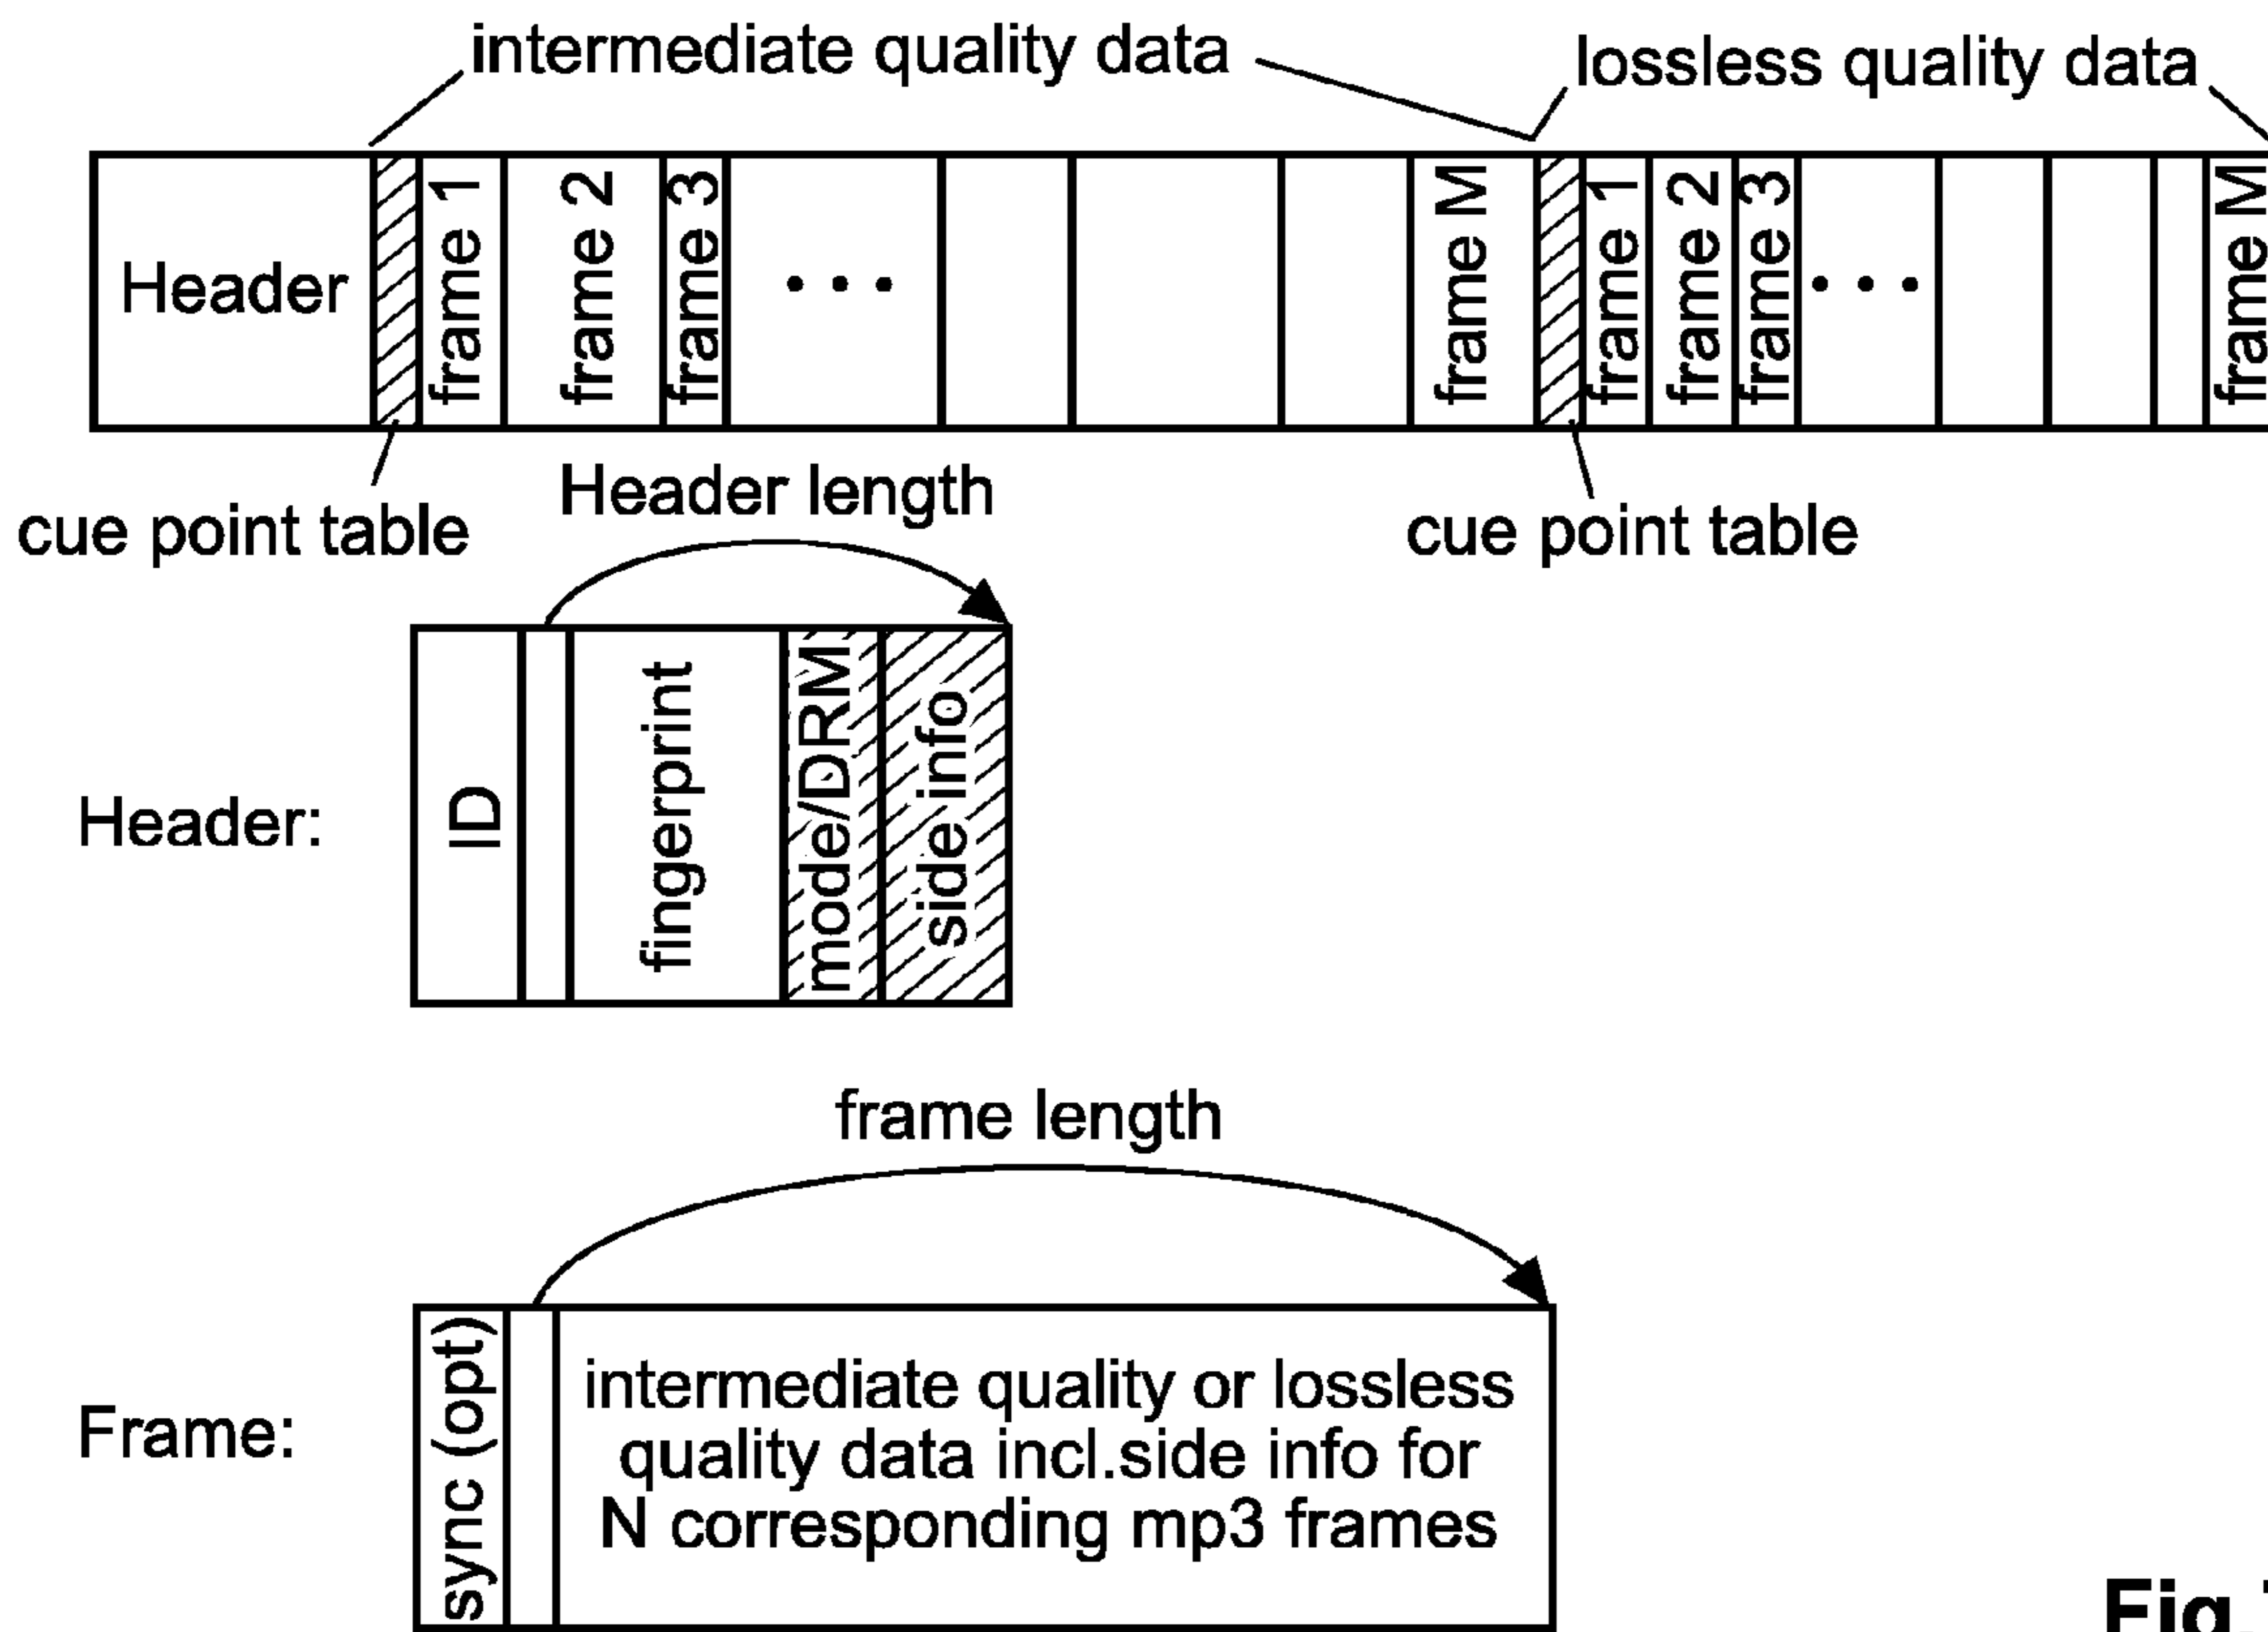 intermediate quality data
lossless quality data
Header
frame 1
frame 2
frame 3
...
frame M
frame 1
frame 2
frame 3
...
frame M
cue point table
Header length
cue point table
Header:
ID
fingerprint
mode/DRM
side info
frame length
Frame:
sync (opt)
intermediate quality or lossless
quality data incl.side info for
N corresponding mp3 frames
Fig.